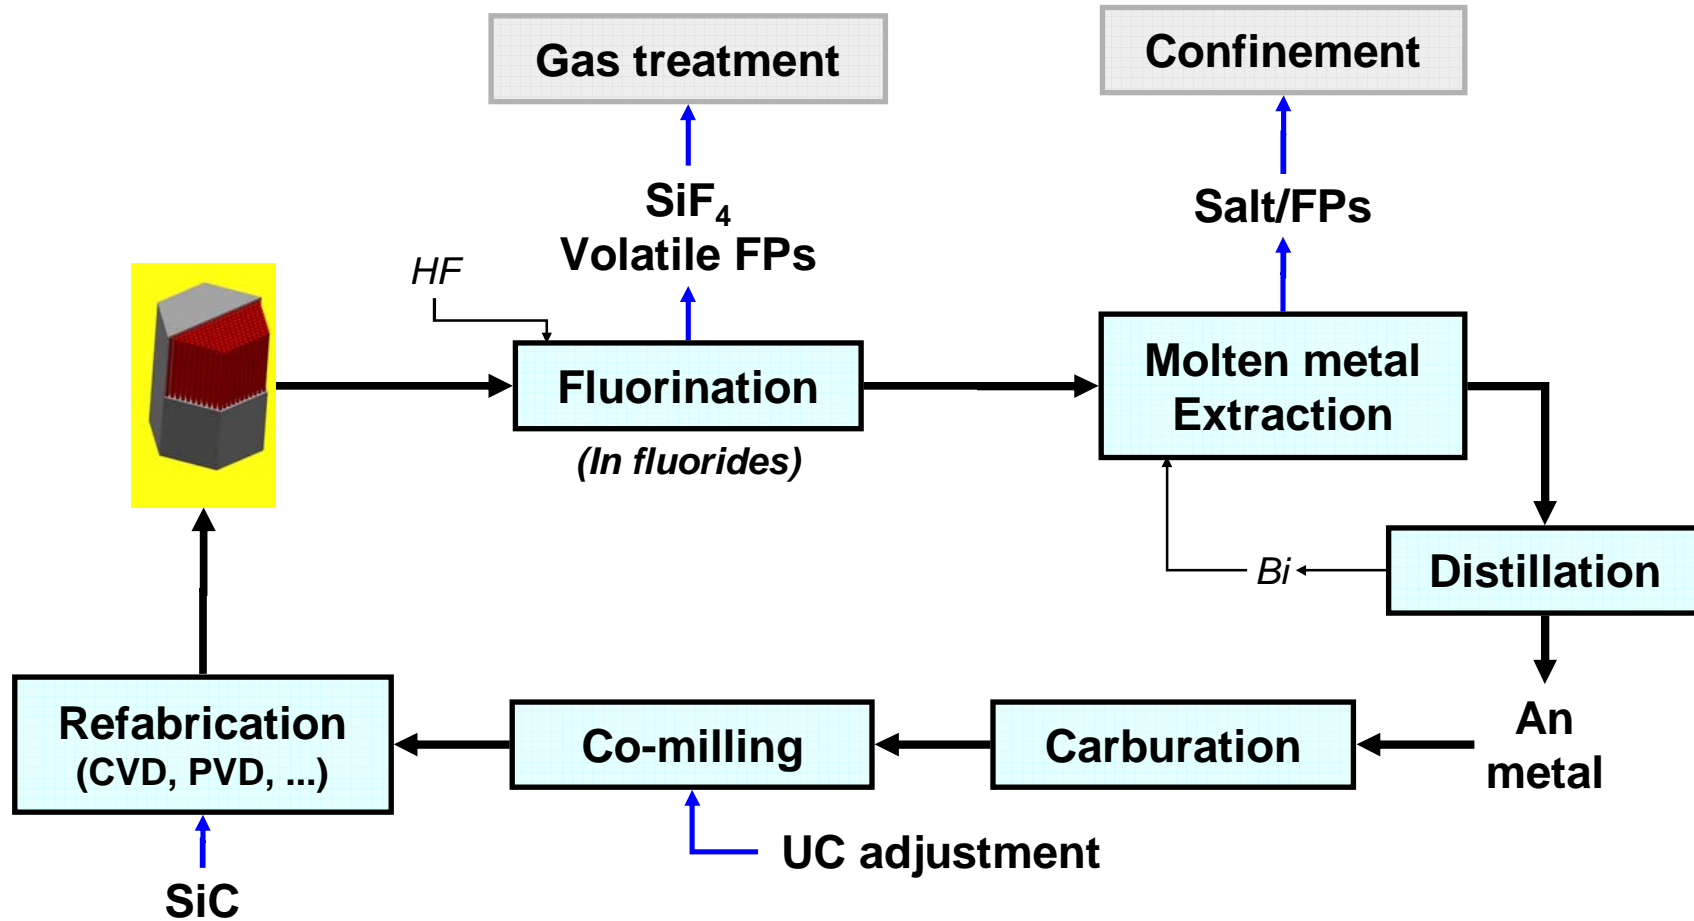 Gas treatment
Confinement
SiF₄
Volatile FPs
Salt/FPs
HF
Fluorination
(In fluorides)
Molten metal
Extraction
Bi
Distillation
An
metal
Carburation
Co-milling
Refabrication
(CVD, PVD, ...)
UC adjustment
SiC